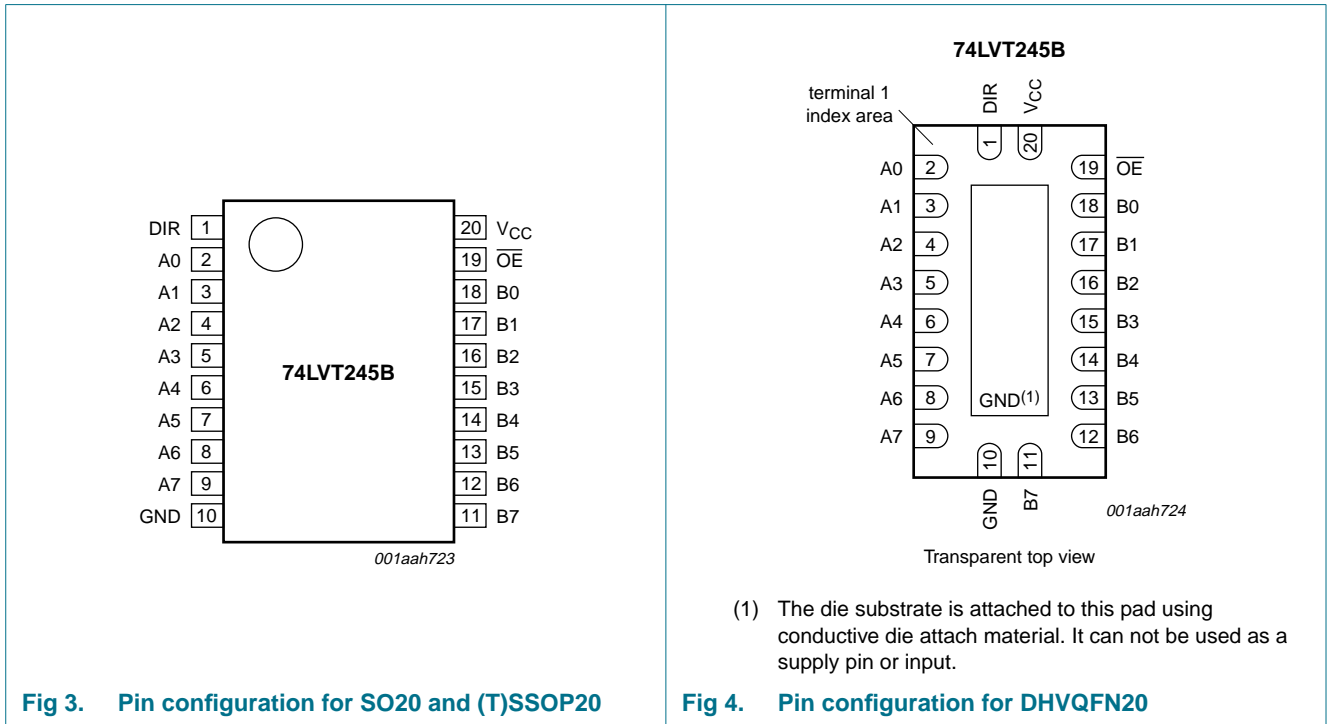 DIR 1
A0 2
A1 3
A2 4
A3 5
A4 6
A5 7
A6 8
A7 9
GND 10
74LVT245B
20 VCC
19 OE
18 B0
17 B1
16 B2
15 B3
14 B4
13 B5
12 B6
11 B7
001aah723
Fig 3. Pin configuration for SO20 and (T)SSOP20
74LVT245B
terminal 1
index area
DIR
VCC
1
20
A0 2
A1 3
A2 4
A3 5
A4 6
A5 7
A6 8
A7 9
19 OE
18 B0
17 B1
16 B2
15 B3
14 B4
13 B5
12 B6
GND(1)
10
11
GND
B7
001aah724
Transparent top view
(1) The die substrate is attached to this pad using
conductive die attach material. It can not be used as a
supply pin or input.
Fig 4. Pin configuration for DHVQFN20